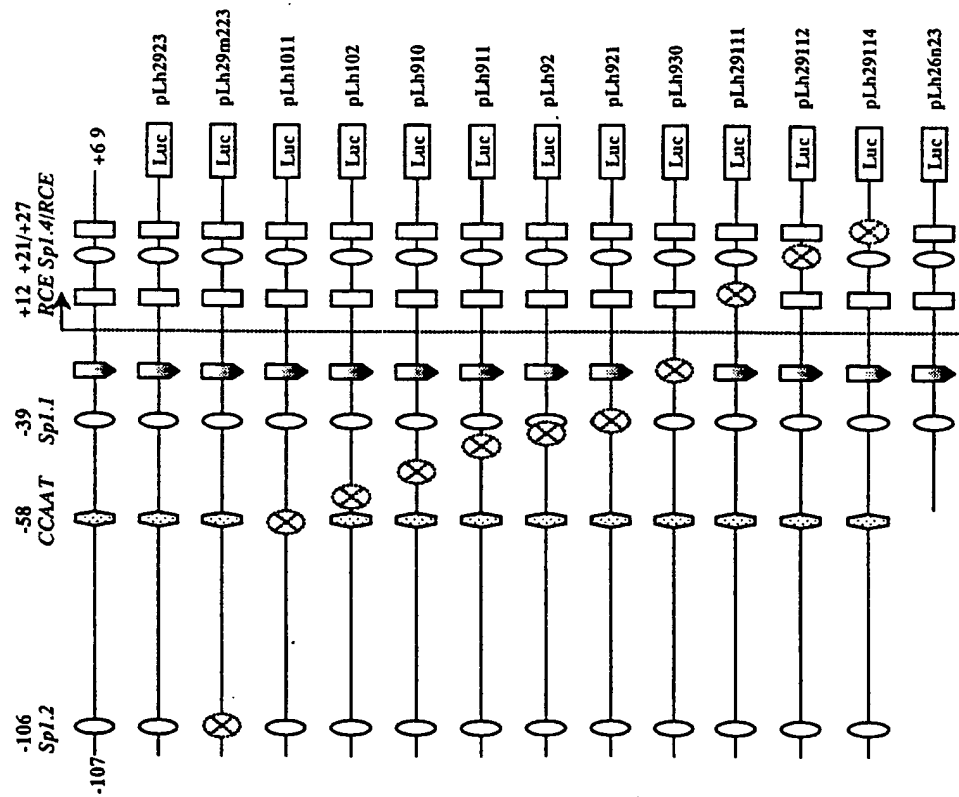 -106 -58 -39 +12 +21/+27
Sp1.2 CCAAT Sp1.1 RCE Sp1.4/RCE
-107 +69
Luc pLh2923
Luc pLh29m223
Luc pLh1011
Luc pLh102
Luc pLh910
Luc pLh911
Luc pLh92
Luc pLh921
Luc pLh930
Luc pLh29111
Luc pLh29112
Luc pLh29114
Luc pLh26n23